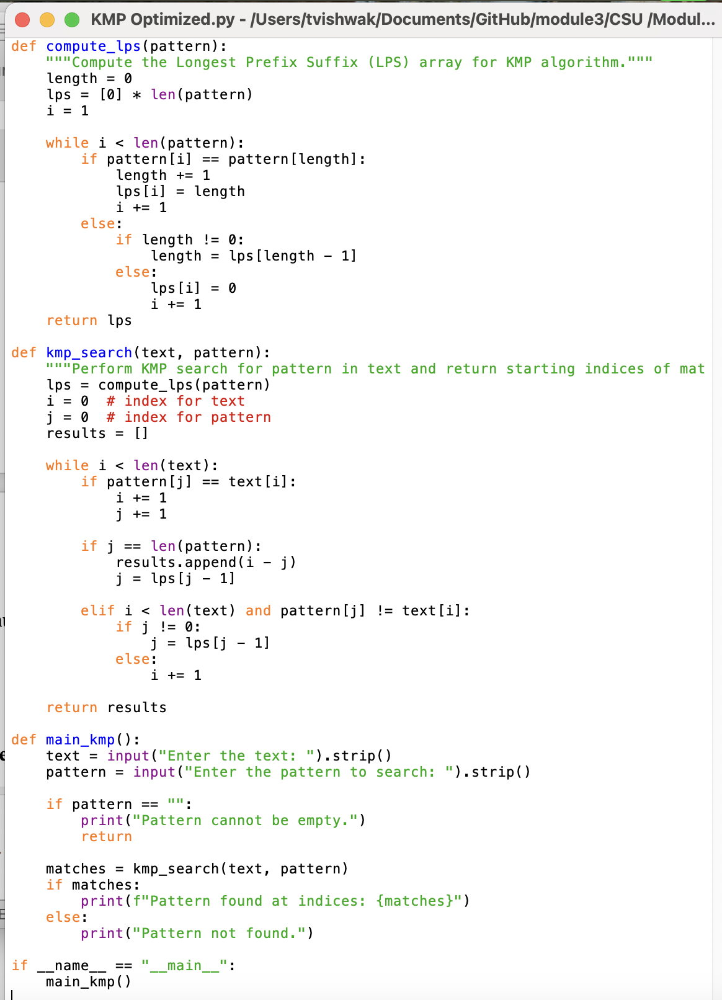 KMP Optimized.py - /Users/tvishwak/Documents/GitHub/module3/CSU /Modul...
def compute_lps(pattern):
    """Compute the Longest Prefix Suffix (LPS) array for KMP algorithm."""
    length = 0
    lps = [0] * len(pattern)
    i = 1

    while i < len(pattern):
        if pattern[i] == pattern[length]:
            length += 1
            lps[i] = length
            i += 1
        else:
            if length != 0:
                length = lps[length - 1]
            else:
                lps[i] = 0
                i += 1
    return lps

def kmp_search(text, pattern):
    """Perform KMP search for pattern in text and return starting indices of mat
    lps = compute_lps(pattern)
    i = 0  # index for text
    j = 0  # index for pattern
    results = []

    while i < len(text):
        if pattern[j] == text[i]:
            i += 1
            j += 1

        if j == len(pattern):
            results.append(i - j)
            j = lps[j - 1]

        elif i < len(text) and pattern[j] != text[i]:
            if j != 0:
                j = lps[j - 1]
            else:
                i += 1

    return results

def main_kmp():
    text = input("Enter the text: ").strip()
    pattern = input("Enter the pattern to search: ").strip()

    if pattern == "":
        print("Pattern cannot be empty.")
        return

    matches = kmp_search(text, pattern)
    if matches:
        print(f"Pattern found at indices: {matches}")
    else:
        print("Pattern not found.")

if __name__ == "__main__":
    main_kmp()